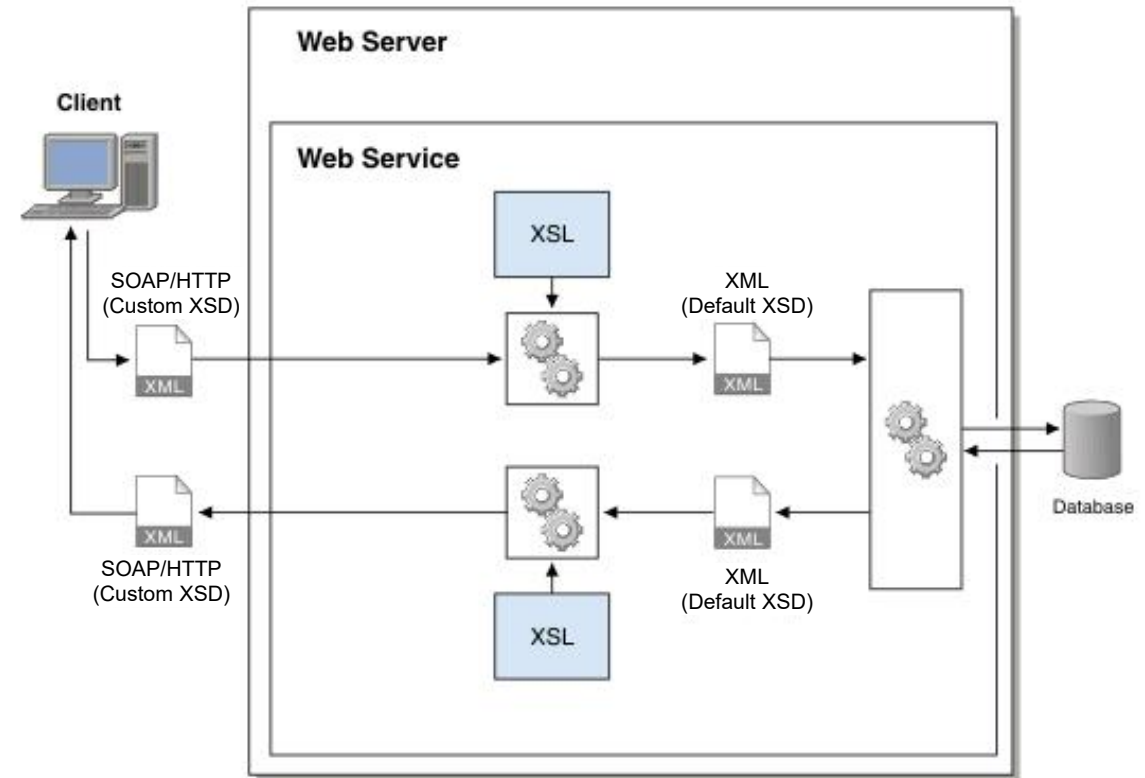 Web Server
Client
Web Service
XSL
SOAP/HTTP
(Custom XSD)
XML
(Default XSD)
XML
XML
Database
XML
XML
SOAP/HTTP
(Custom XSD)
XML
(Default XSD)
XSL